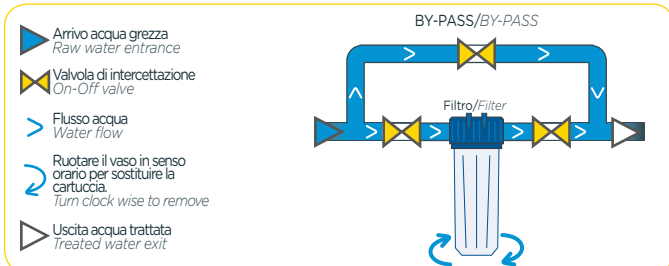 Arrivo acqua grezza
Raw water entrance
Valvola di intercettazione
On-Off valve
Flusso acqua
Water flow
Ruotare il vaso in senso
orario per sostituire la
cartuccia.
Turn clock wise to remove
Uscita acqua trattata
Treated water exit
BY-PASS/BY-PASS
Filtro/Filter